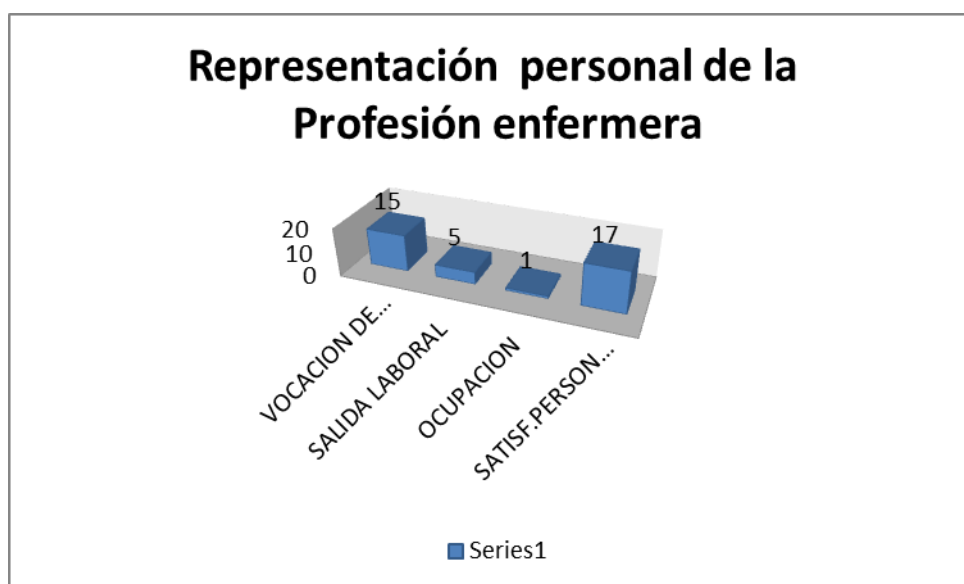 Representación personal de la
Profesión enfermera
15
5
1
17
20
10
0
VOCACION DE...
SALIDA LABORAL
OCUPACION
SATISF.PERSON...
Series1